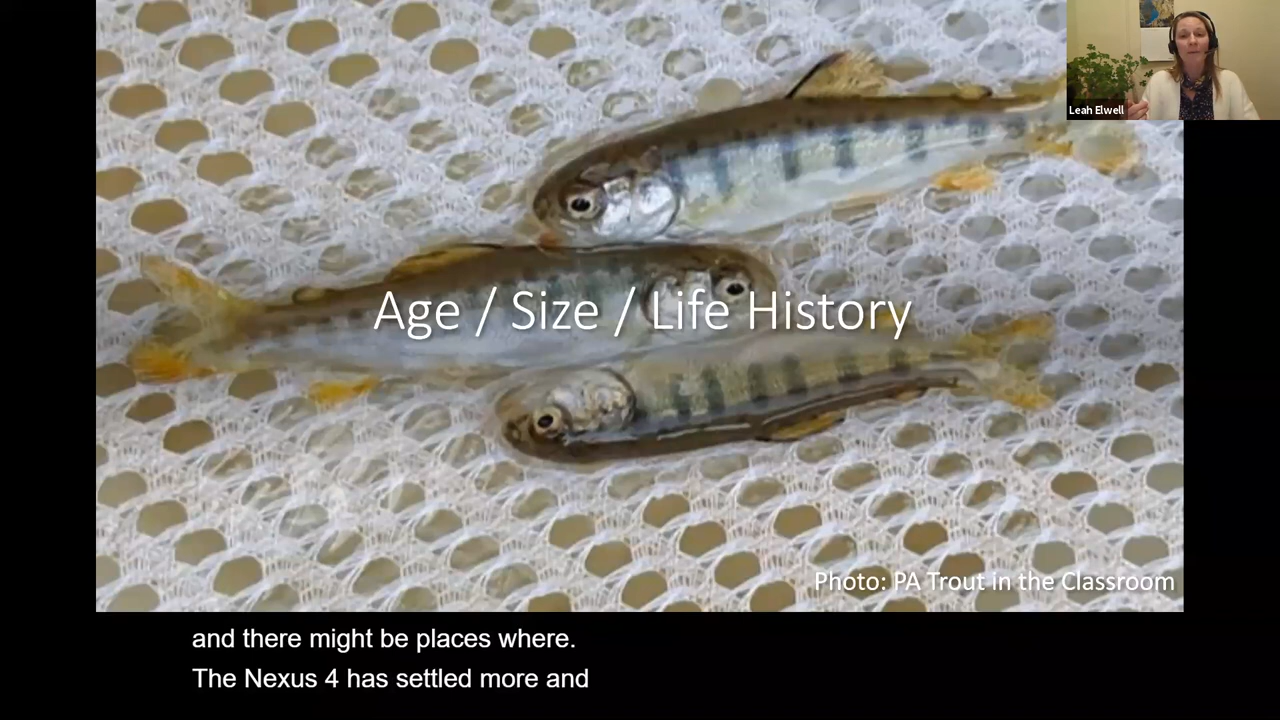 Leah Elwell
Age / Size / Life History
Photo: PA Trout in the Classroom
and there might be places where.
The Nexus 4 has settled more and